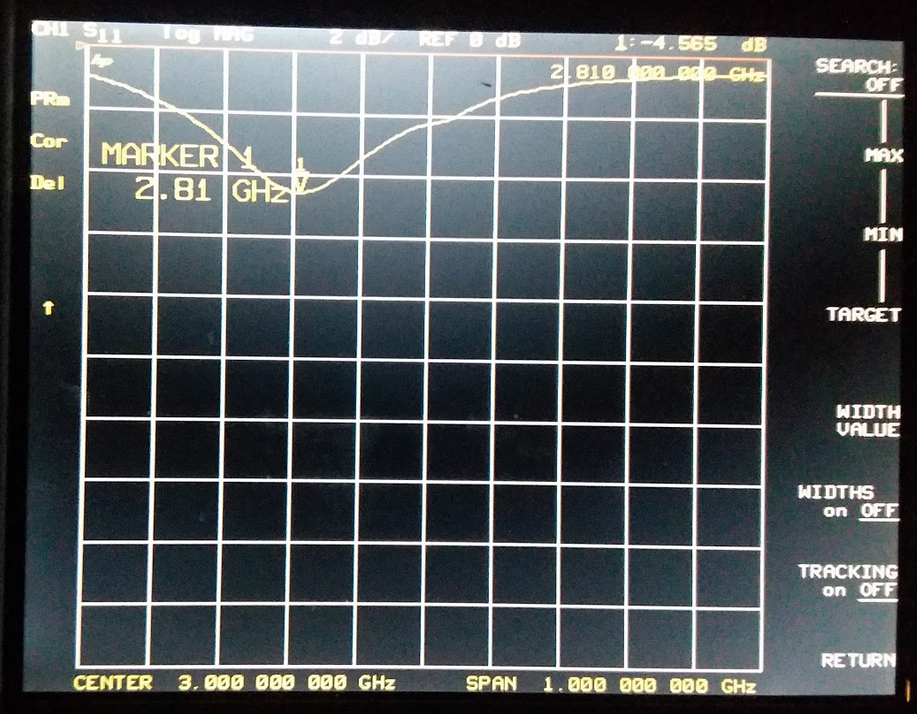 CH1 S11 log MAG 2 dB/ REF 0 dB 1:-4.565 dB
hp
2.810 000 000 GHz
PRm
Cor
Del
MARKER 1
2.81 GHz
1
↑
SEARCH:
OFF
MAX
MIN
TARGET
WIDTH
VALUE
WIDTHS
on OFF
TRACKING
on OFF
RETURN
CENTER 3.000 000 000 GHz SPAN 1.000 000 000 GHz